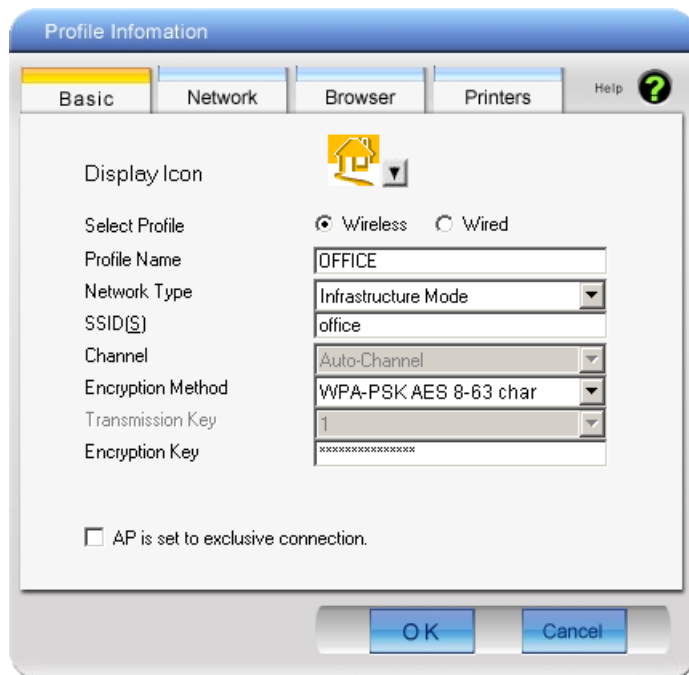 Profile Infomation
Basic Network Browser Printers Help ?
Display Icon
Select Profile Wireless Wired
Profile Name OFFICE
Network Type Infrastructure Mode
SSID(S) office
Channel Auto-Channel
Encryption Method WPA-PSK AES 8-63 char
Transmission Key 1
Encryption Key ***************
AP is set to exclusive connection.
OK Cancel